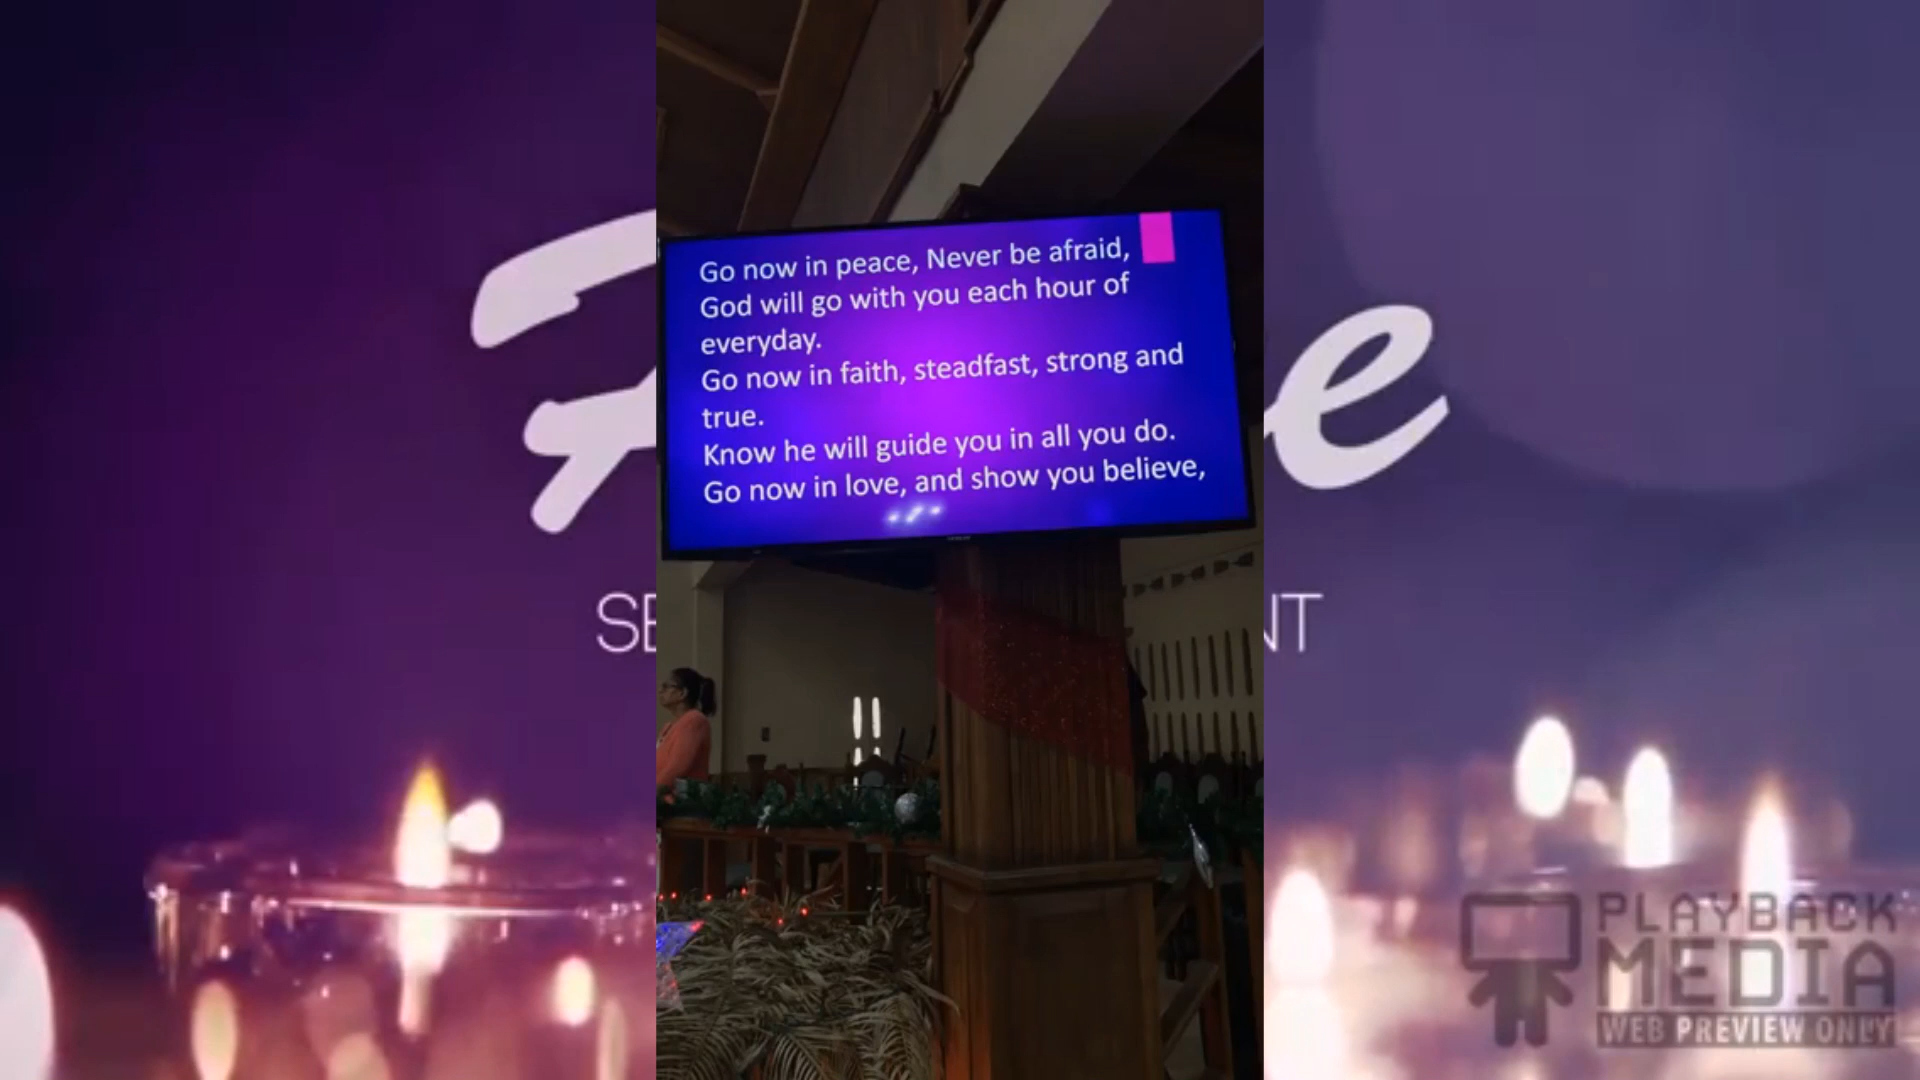 Go now in peace, Never be afraid,
God will go with you each hour of
everyday.
Go now in faith, steadfast, strong and
true.
Know he will guide you in all you do.
Go now in love, and show you believe,
PLAYBACK
MEDIA
WEB PREVIEW ONLY